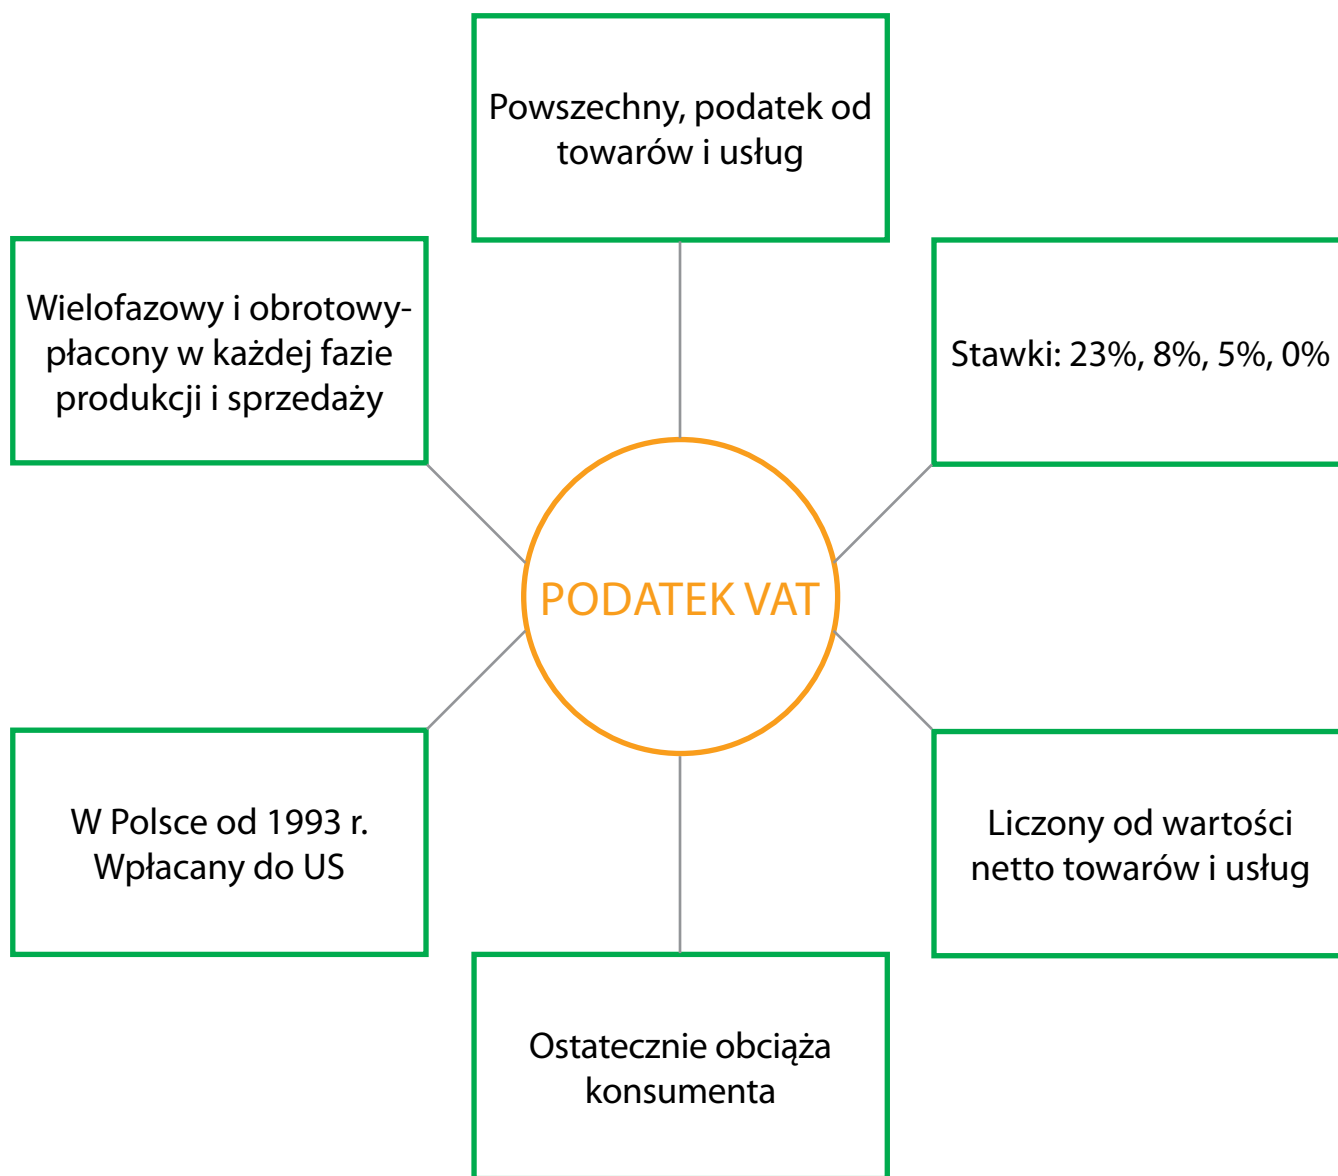 Powszechny, podatek od
towarów i usług
Wielofazowy i obrotowy-
płacony w każdej fazie
produkcji i sprzedaży
Stawki: 23%, 8%, 5%, 0%
PODATEK VAT
W Polsce od 1993 r.
Wpłacany do US
Liczony od wartości
netto towarów i usług
Ostatecznie obciąża
konsumenta